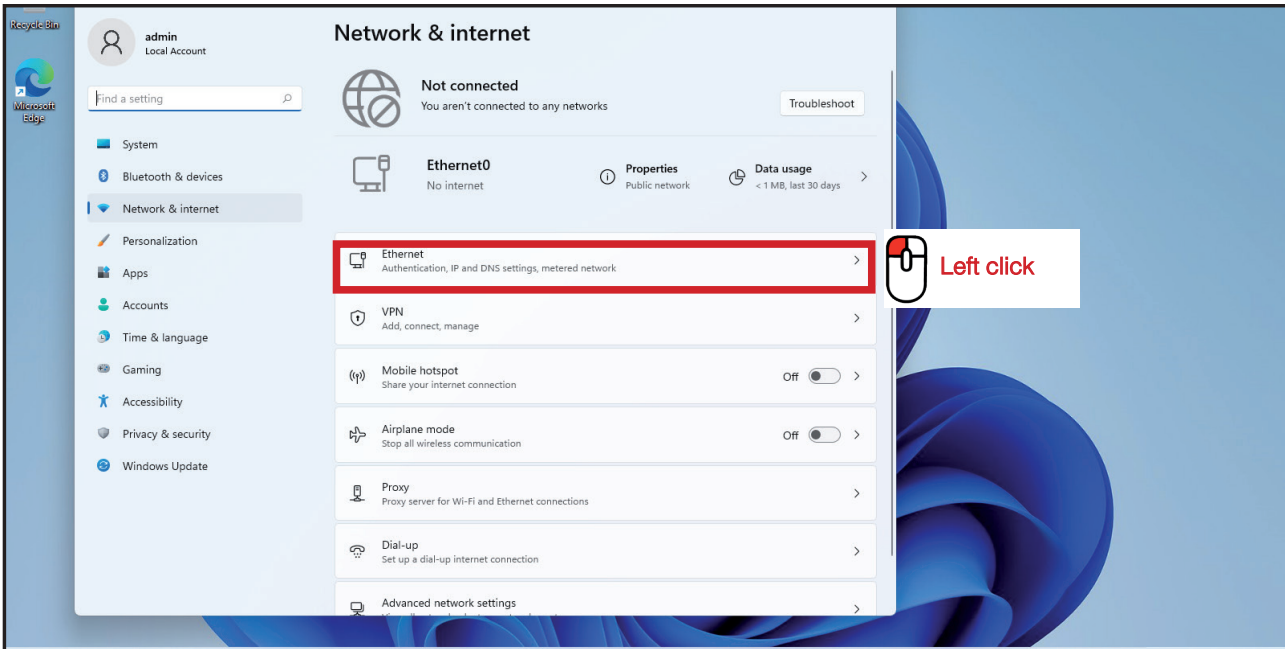 Recycle Bin
Microsoft
Edge
admin
Local Account
Find a setting
System
Bluetooth & devices
Network & internet
Personalization
Apps
Accounts
Time & language
Gaming
Accessibility
Privacy & security
Windows Update
Network & internet
Not connected
You aren't connected to any networks
Troubleshoot
Ethernet0
No internet
Properties
Public network
Data usage
< 1 MB, last 30 days
Ethernet
Authentication, IP and DNS settings, metered network
Left click
VPN
Add, connect, manage
Mobile hotspot
Share your internet connection
Off
Airplane mode
Stop all wireless communication
Off
Proxy
Proxy server for Wi-Fi and Ethernet connections
Dial-up
Set up a dial-up internet connection
Advanced network settings